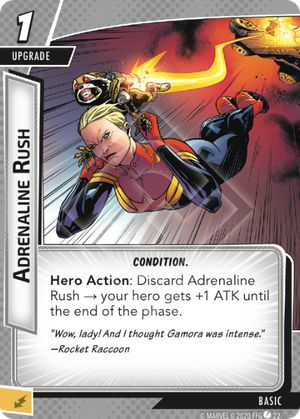 1
UPGRADE
ADRENALINE RUSH
CONDITION.
Hero Action: Discard Adrenaline
Rush → your hero gets +1 ATK until
the end of the phase.
"Wow, lady! And I thought Gamora was intense."
—Rocket Raccoon
BASIC
© MARVEL © 2020 FFG 22